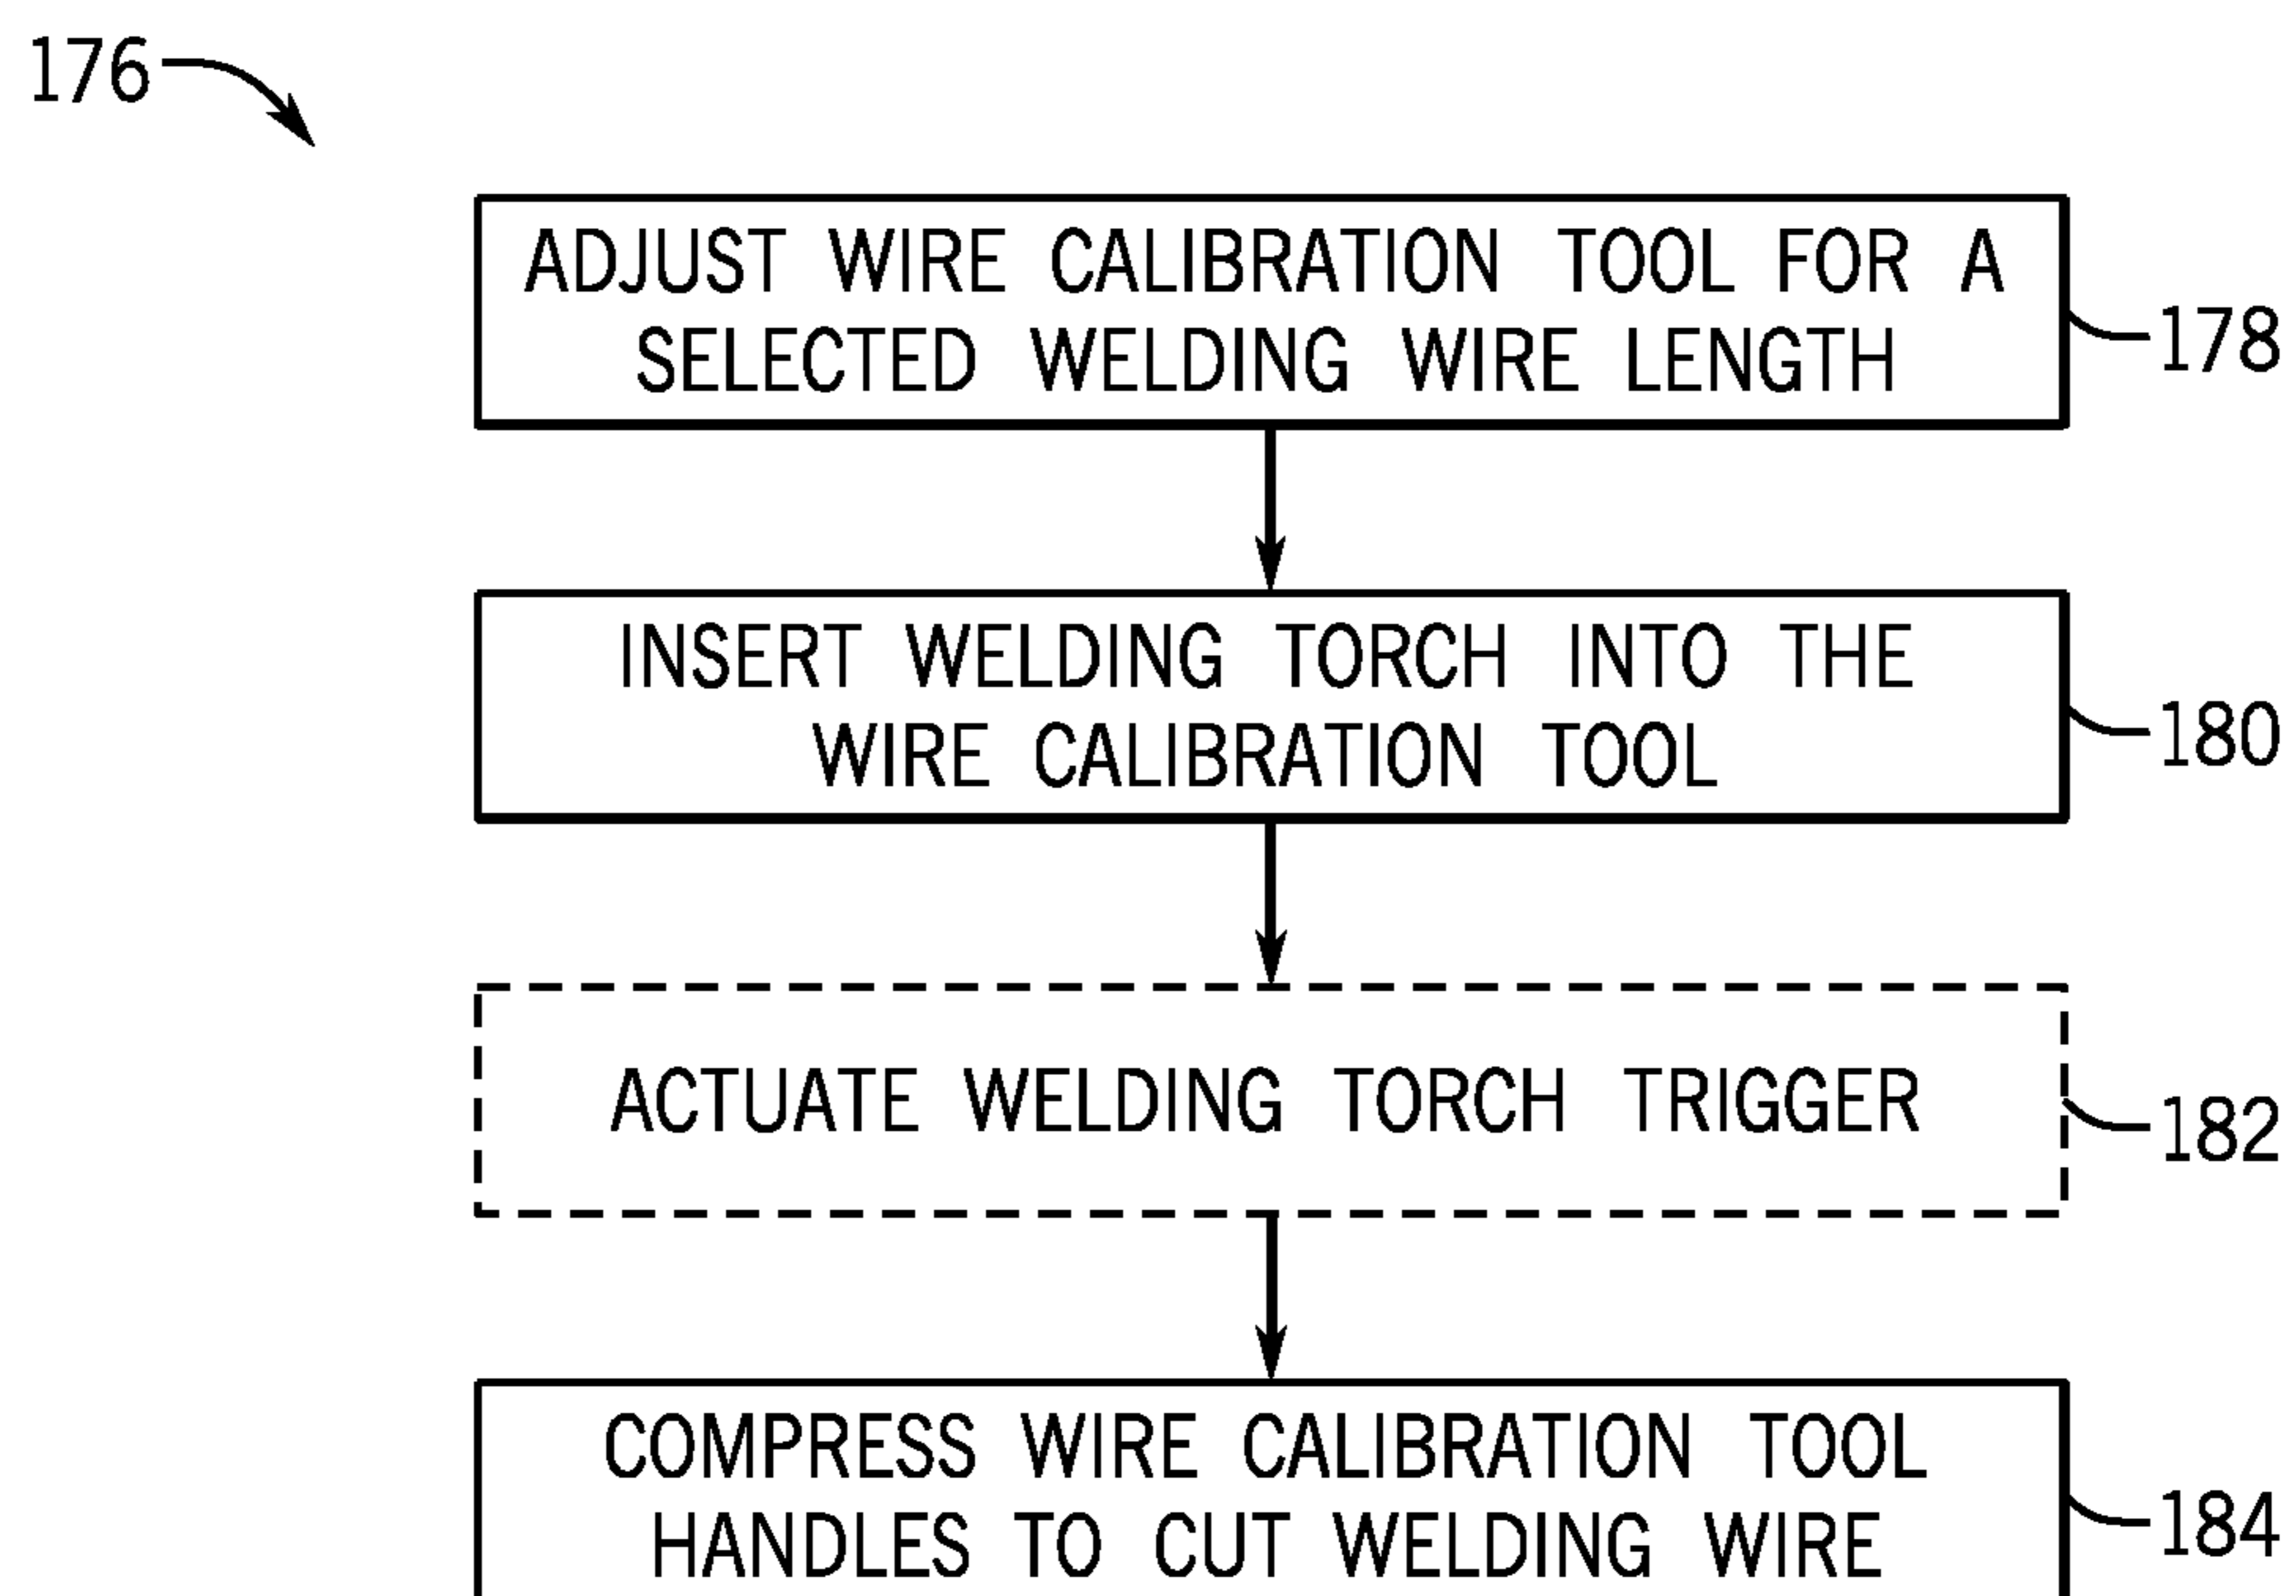 176
ADJUST WIRE CALIBRATION TOOL FOR A
SELECTED WELDING WIRE LENGTH
178
INSERT WELDING TORCH INTO THE
WIRE CALIBRATION TOOL
180
ACTUATE WELDING TORCH TRIGGER
182
COMPRESS WIRE CALIBRATION TOOL
HANDLES TO CUT WELDING WIRE
184